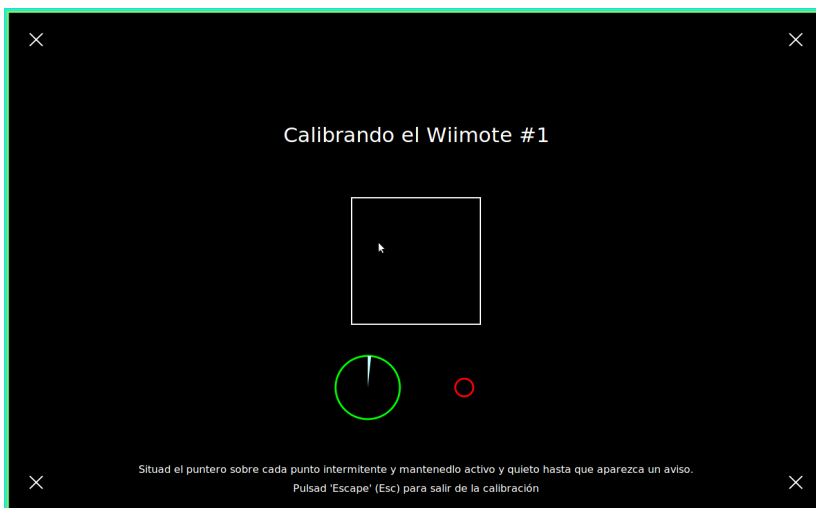 Calibrando el Wiimote #1
Situad el puntero sobre cada punto intermitente y mantenedlo activo y quieto hasta que aparezca un aviso.
Pulsad 'Escape' (Esc) para salir de la calibración